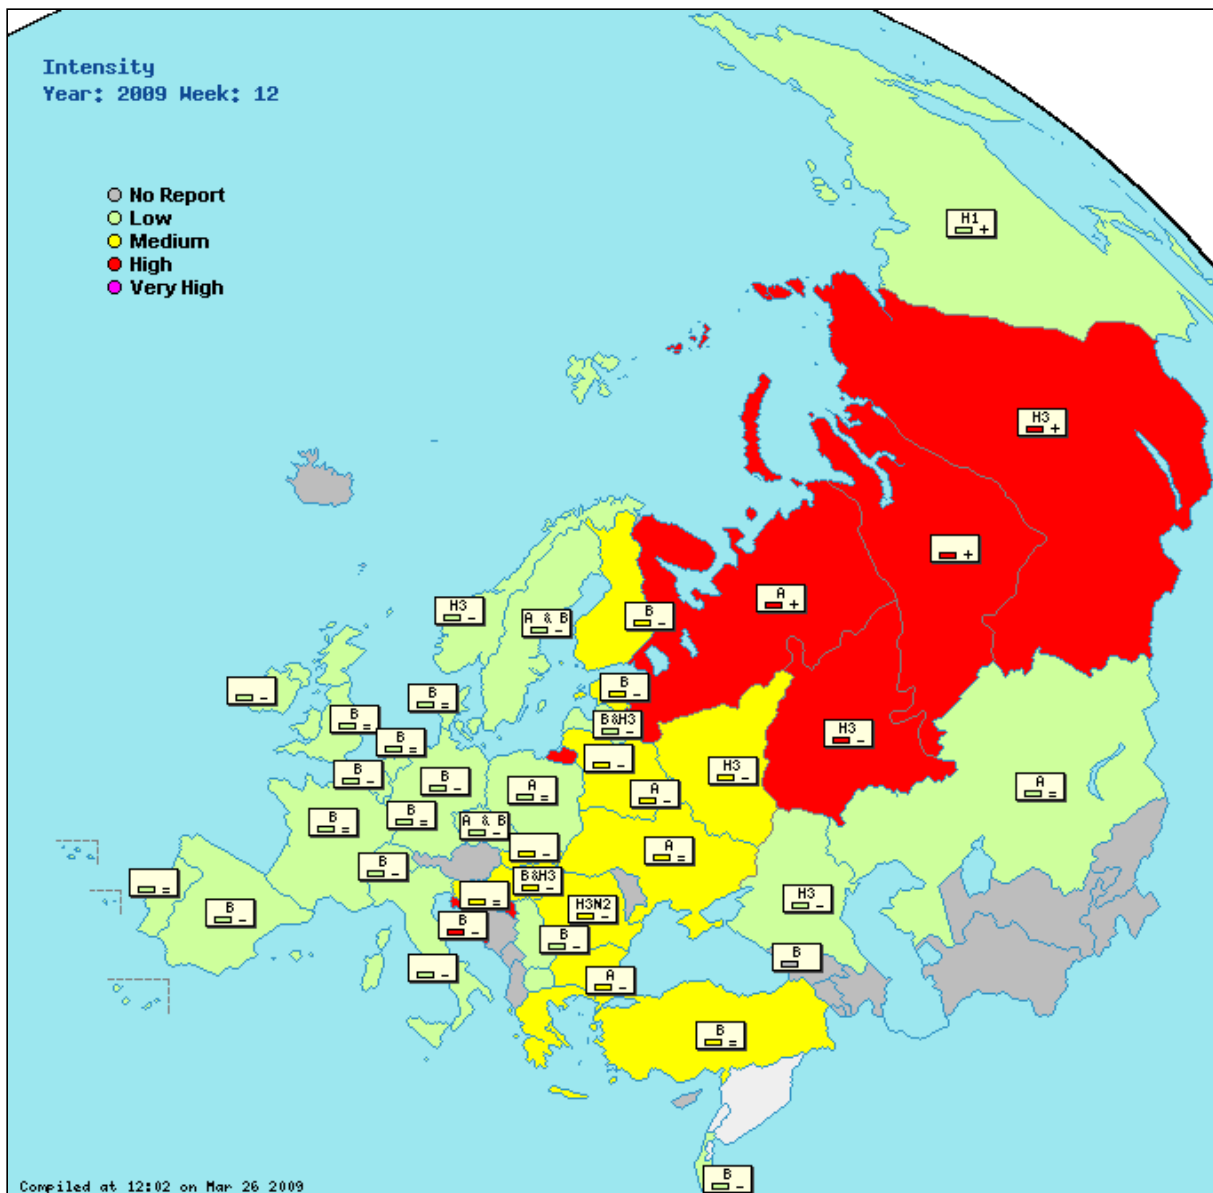 Intensity
Year: 2009 Week: 12
No Report
Low
Medium
High
Very High
H1
+
H3
+
+
A
+
H3
-
A & B
-
B
-
-
B
-
B
=
B
=
B&H3
-
H3
-
B
=
-
H3
-
B
-
B
-
A
=
A
-
A
=
B
=
B
=
A & B
-
-
A
=
B
-
B&H3
-
=
=
H3
-
B
-
H3N2
-
B
-
B
-
B
-
-
A
-
B
=
B
-
Compiled at 12:02 on Mar 26 2009